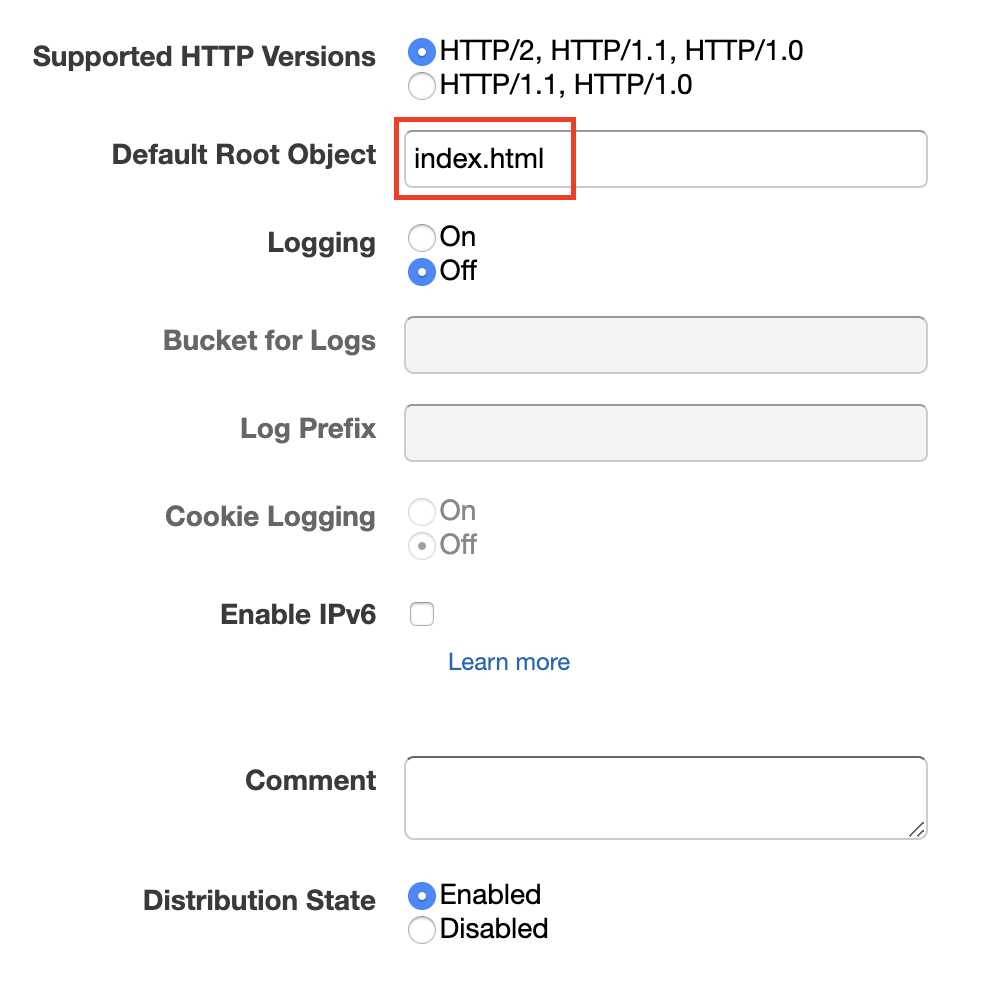 Supported HTTP Versions
HTTP/2, HTTP/1.1, HTTP/1.0
HTTP/1.1, HTTP/1.0
Default Root Object
index.html
Logging
On
Off
Bucket for Logs
Log Prefix
Cookie Logging
On
Off
Enable IPv6
Learn more
Comment
Distribution State
Enabled
Disabled